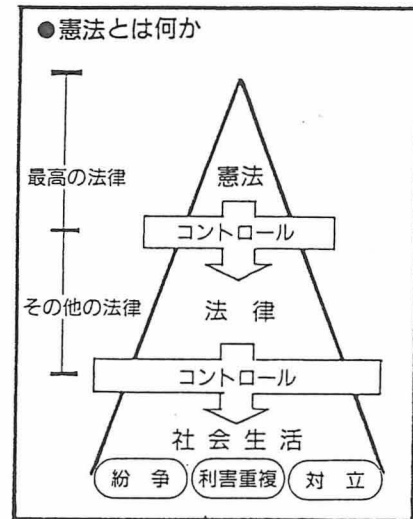 ●憲法とは何か
最高の法律
憲法
コントロール
その他の法律
法律
コントロール
社会生活
紛争
利害重複
対立